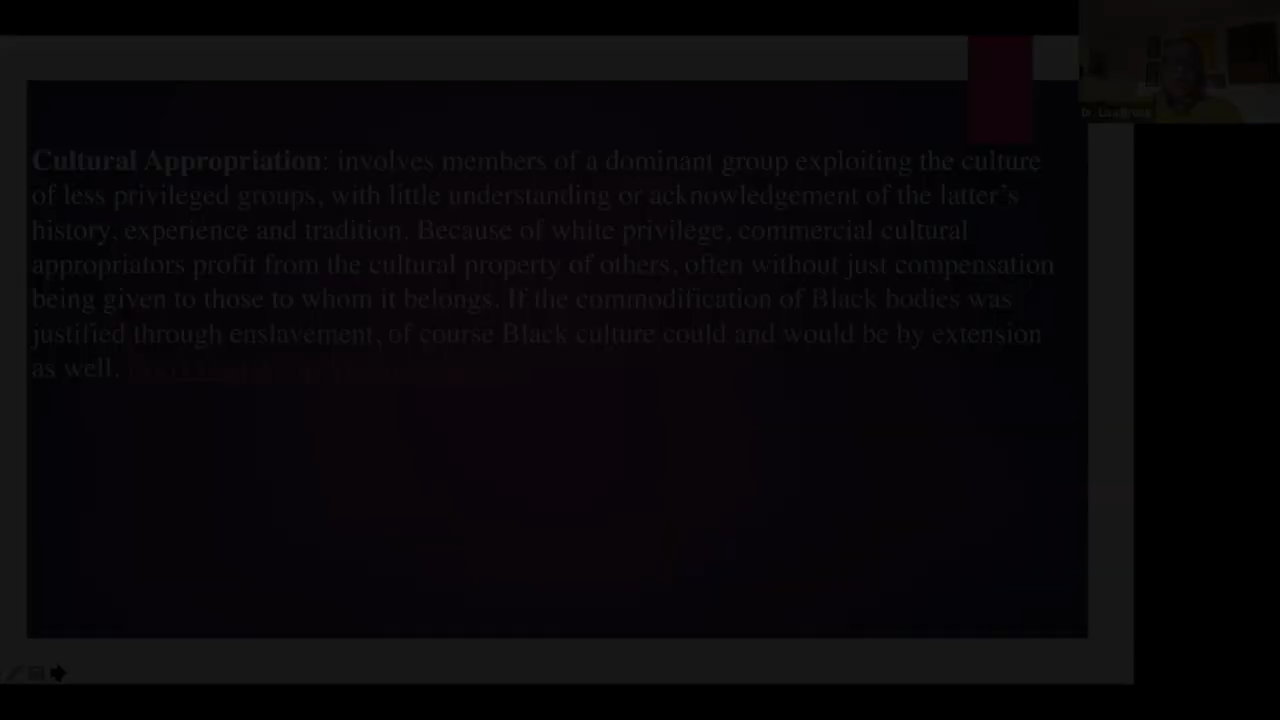 Cultural Appropriation: involves members of a dominant group exploiting the culture
of less privileged groups, with little understanding or acknowledgement of the latter's
history, experience and tradition. Because of white privilege, commercial cultural
appropriators profit from the cultural property of others, often without just compensation
being given to those to whom it belongs. If the commodification of Black bodies was
justified through enslavement, of course Black culture could and would be by extension
as well.
Dr.